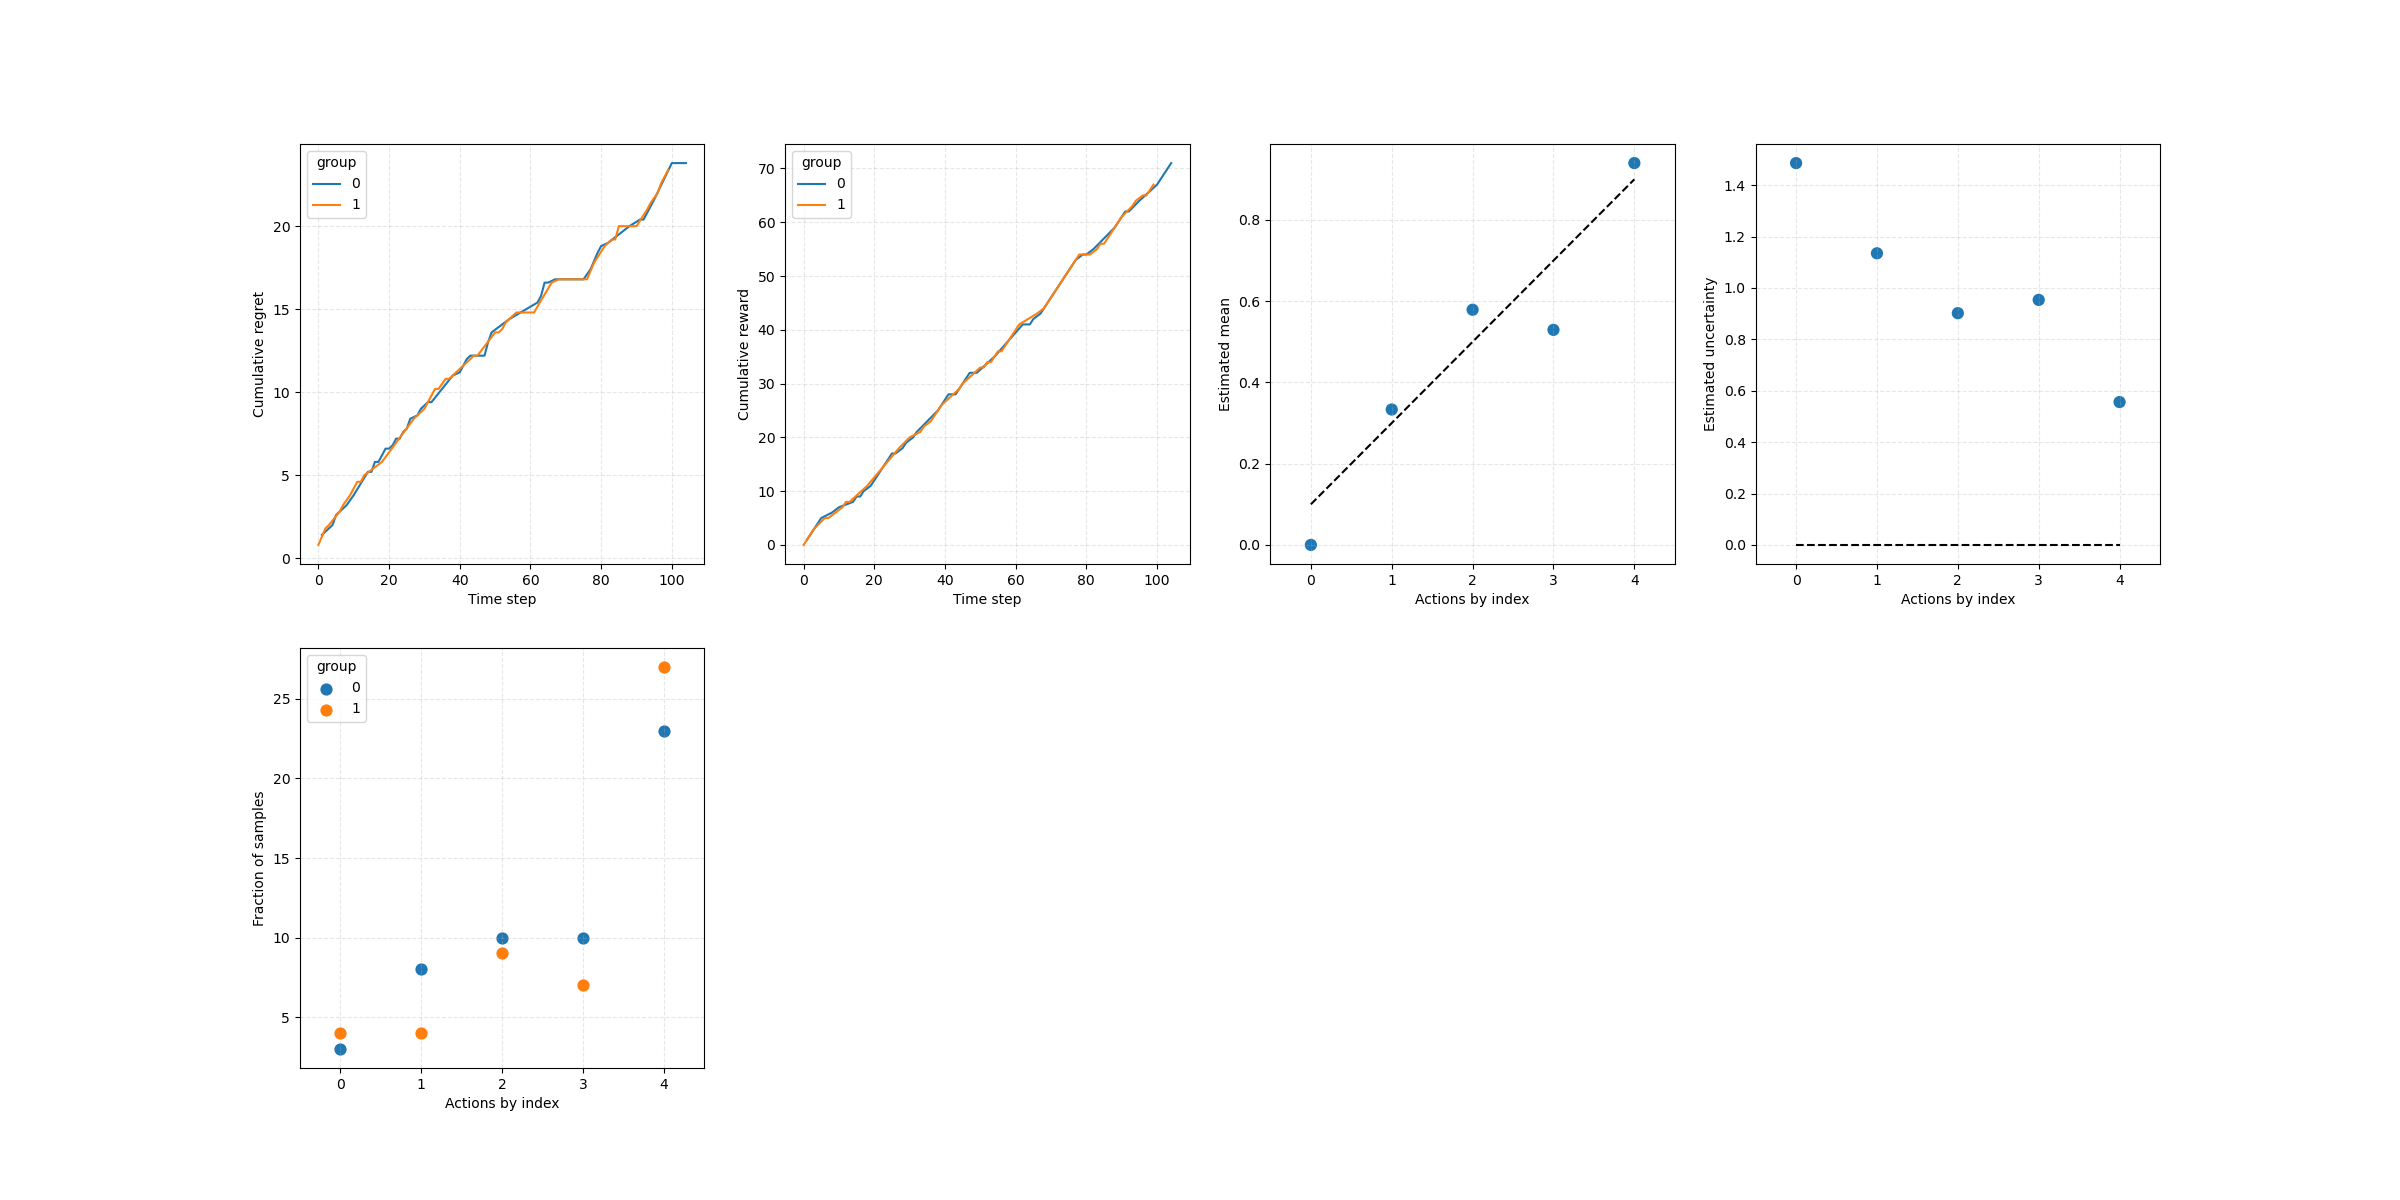 group
0
1
Cumulative regret
20
15
10
5
0
0 20 40 60 80 100
Time step
group
0
1
Cumulative reward
70
60
50
40
30
20
10
0
0 20 40 60 80 100
Time step
Estimated mean
0.8
0.6
0.4
0.2
0.0
0 1 2 3 4
Actions by index
Estimated uncertainty
1.4
1.2
1.0
0.8
0.6
0.4
0.2
0.0
0 1 2 3 4
Actions by index
group
0
1
Fraction of samples
25
20
15
10
5
0 1 2 3 4
Actions by index